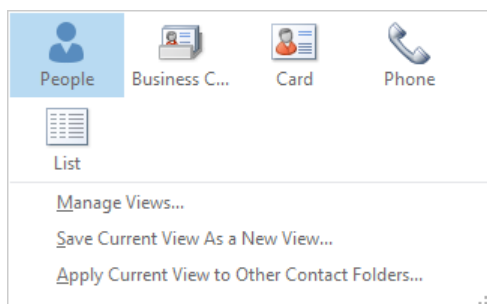 People Business C... Card Phone
List
Manage Views...
Save Current View As a New View...
Apply Current View to Other Contact Folders...